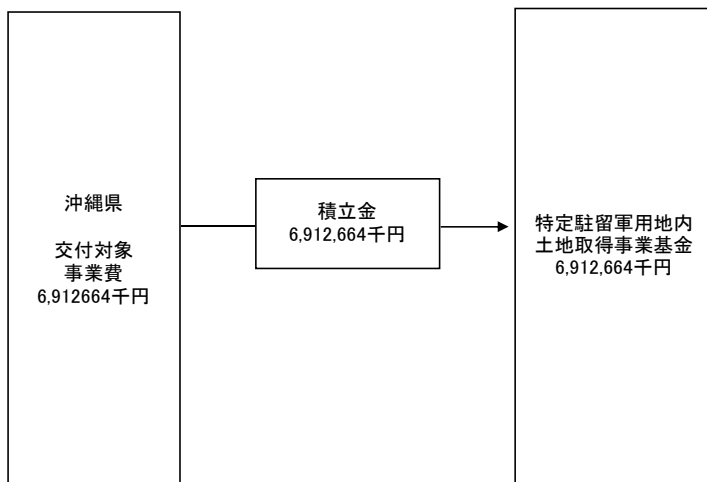 沖縄県
交付対象
事業費
6,912664千円
積立金
6,912,664千円
特定駐留軍用地内
土地取得事業基金
6,912,664千円